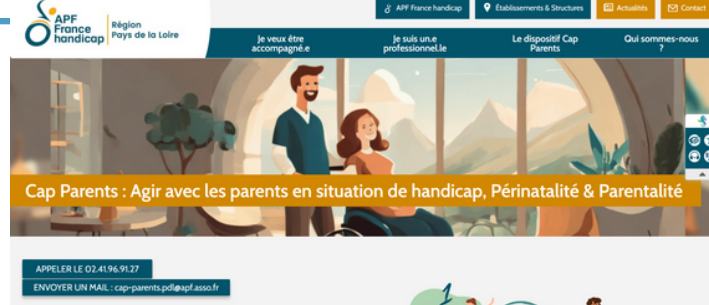 APF France handicap
Établissements & Structures
Actualités
Contact
APF
France
handicap
Région
Pays de la Loire
Je veux être
accompagné.e
Je suis un.e
professionnel.le
Le dispositif Cap
Parents
Qui sommes-nous
?
Cap Parents : Agir avec les parents en situation de handicap, Périnatalité & Parentalité
APPELER LE 02.41.96.91.27
ENVOYER UN MAIL : cap-parents.pdl@apf.asso.fr